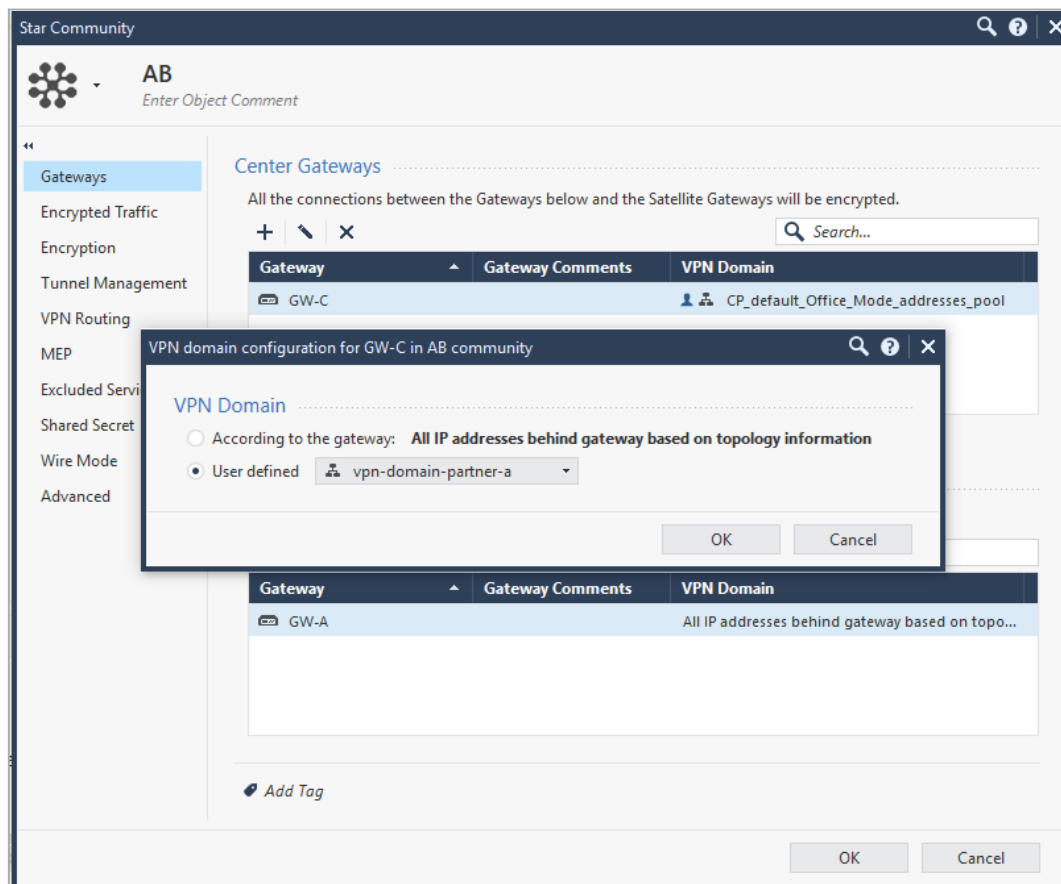 Star Community
AB
Enter Object Comment
Gateways
Encrypted Traffic
Encryption
Tunnel Management
VPN Routing
MEP
Excluded Servi
Shared Secret
Wire Mode
Advanced
Center Gateways
All the connections between the Gateways below and the Satellite Gateways will be encrypted.
Search...
Gateway Gateway Comments VPN Domain
GW-C CP_default_Office_Mode_addresses_pool
VPN domain configuration for GW-C in AB community
VPN Domain
According to the gateway: All IP addresses behind gateway based on topology information
User defined vpn-domain-partner-a
OK Cancel
Gateway Gateway Comments VPN Domain
GW-A All IP addresses behind gateway based on topo...
Add Tag
OK Cancel